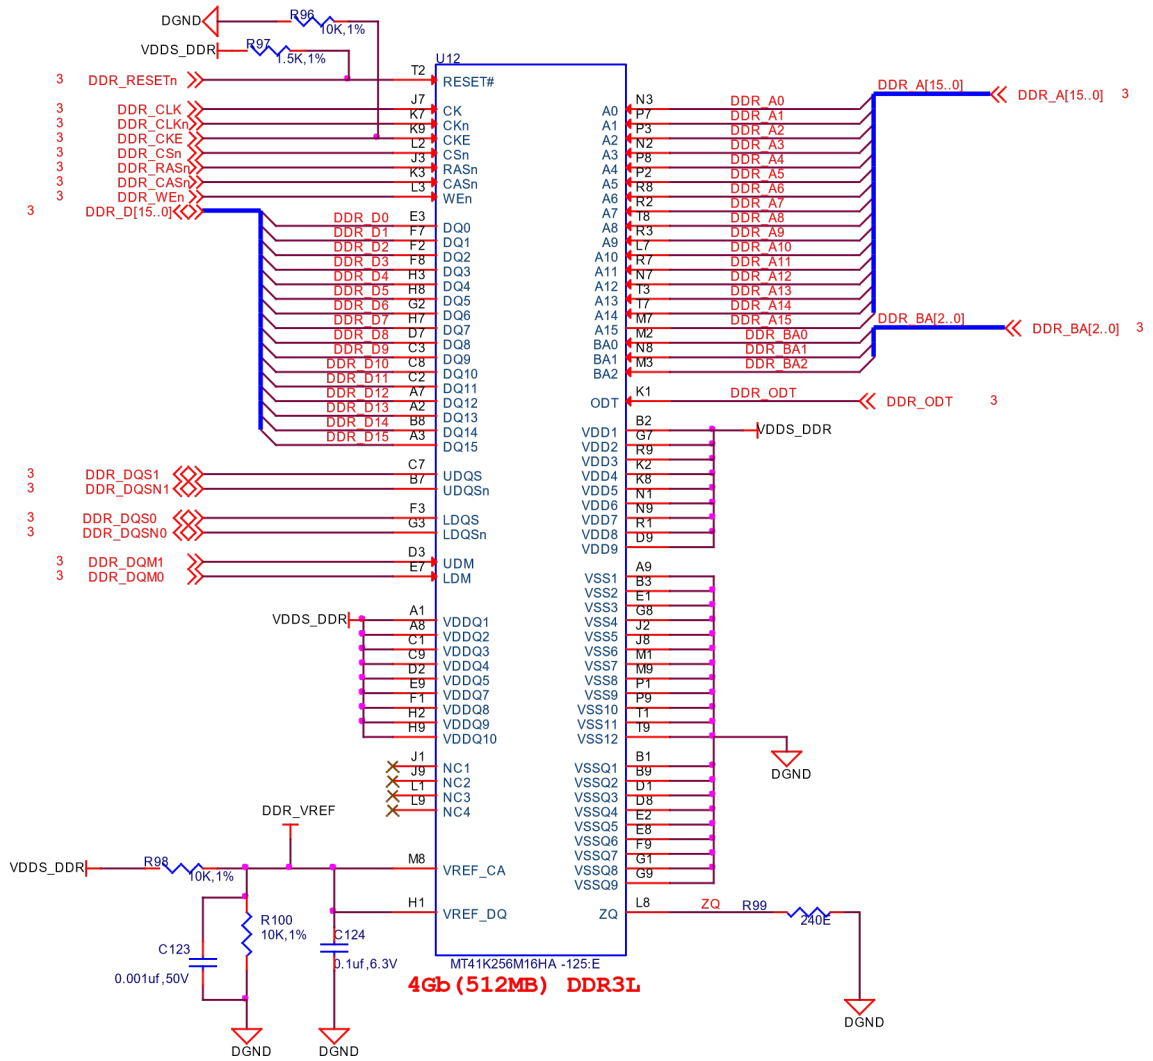 DGND R96 10K,1%
VDDS_DDR R97 1.5K,1%
U12
3 DDR_RESETn T2 RESET#
3 DDR_CLK J7 CK
3 DDR_CLKn K7 CKn
3 DDR_CKE K9 CKE
3 DDR_CSn L2 CSn
3 DDR_RASn J3 RASn
3 DDR_CASn K3 CASn
3 DDR_WEn L3 WEn
3 DDR_D[15..0]
DDR_D0 E3 DQ0
DDR_D1 F7 DQ1
DDR_D2 F2 DQ2
DDR_D3 F8 DQ3
DDR_D4 H3 DQ4
DDR_D5 H8 DQ5
DDR_D6 G2 DQ6
DDR_D7 H7 DQ7
DDR_D8 D7 DQ8
DDR_D9 C3 DQ9
DDR_D10 C8 DQ10
DDR_D11 C2 DQ11
DDR_D12 A7 DQ12
DDR_D13 A2 DQ13
DDR_D14 B8 DQ14
DDR_D15 A3 DQ15
3 DDR_DQS1 C7 UDQS
3 DDR_DQSN1 B7 UDQSn
3 DDR_DQS0 F3 LDQS
3 DDR_DQSN0 G3 LDQSn
3 DDR_DQM1 D3 UDM
3 DDR_DQM0 E7 LDM
VDDS_DDR A1 VDDQ1
A8 VDDQ2
C1 VDDQ3
C9 VDDQ4
D2 VDDQ5
E9 VDDQ7
F1 VDDQ8
H2 VDDQ9
H9 VDDQ10
J1 NC1
J9 NC2
L1 NC3
L9 NC4
DDR_VREF
VDDS_DDR R98 10K,1% M8 VREF_CA
H1 VREF_DQ
R100 10K,1%
C123 0.001uf,50V
C124 0.1uf,6.3V
DGND DGND
DDR_A[15..0] DDR_A[15..0] 3
A0 N3 DDR_A0
A1 P7 DDR_A1
A2 P3 DDR_A2
A3 N2 DDR_A3
A4 P8 DDR_A4
A5 P2 DDR_A5
A6 R8 DDR_A6
A7 R2 DDR_A7
A8 T8 DDR_A8
A9 R3 DDR_A9
A10 L7 DDR_A10
A11 R7 DDR_A11
A12 N7 DDR_A12
A13 T3 DDR_A13
A14 T7 DDR_A14
A15 M7 DDR_A15
DDR_BA[2..0] DDR_BA[2..0] 3
BA0 M2 DDR_BA0
BA1 N8 DDR_BA1
BA2 M3 DDR_BA2
ODT K1 DDR_ODT DDR_ODT 3
VDD1 B2 VDDS_DDR
VDD2 G7
VDD3 R9
VDD4 K2
VDD5 K8
VDD6 N1
VDD7 N9
VDD8 R1
VDD9 D9
VSS1 A9
VSS2 B3
VSS3 E1
VSS4 G8
VSS5 J2
VSS6 J8
VSS7 M1
VSS8 M9
VSS9 P1
VSS10 P9
VSS11 T1
VSS12 T9
DGND
VSSQ1 B1
VSSQ2 B9
VSSQ3 D1
VSSQ4 D8
VSSQ5 E2
VSSQ6 E8
VSSQ7 F9
VSSQ8 G1
VSSQ9 G9
ZQ L8 ZQ R99 240E
DGND
MT41K256M16HA -125:E
4Gb(512MB) DDR3L